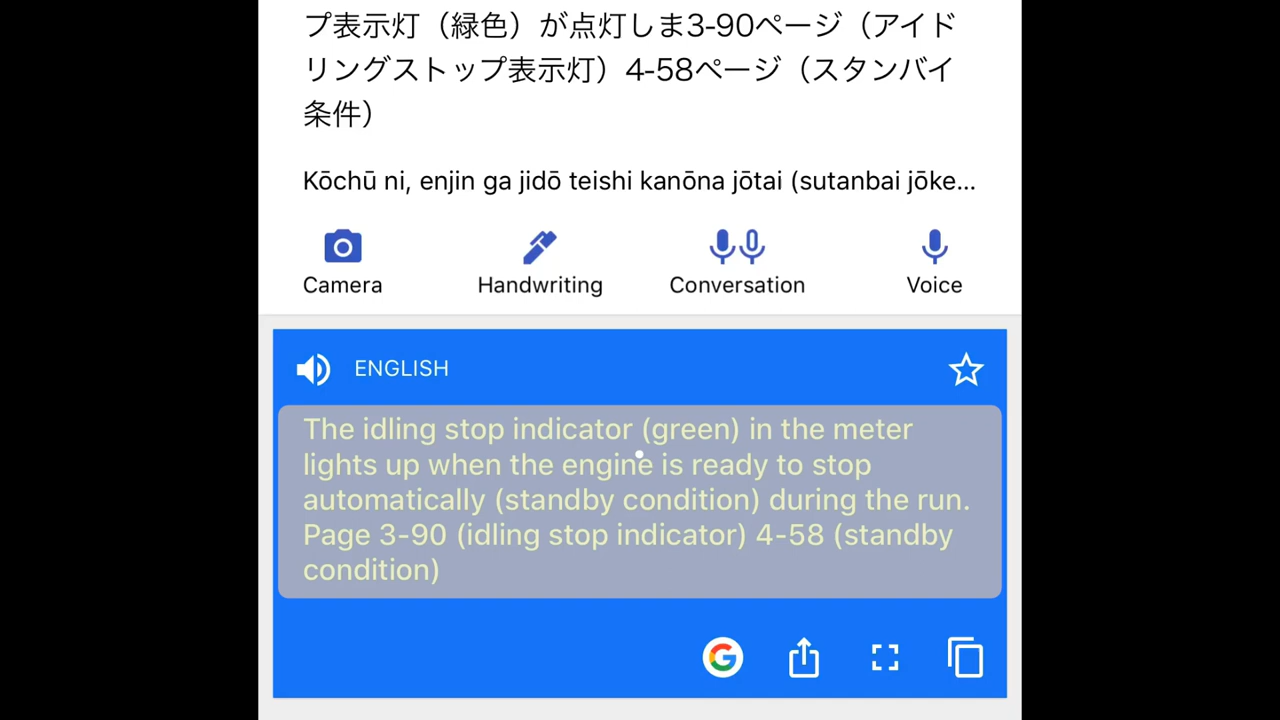 プ表示灯（緑色）が点灯しま3-90ページ（アイド
リングストップ表示灯）4-58ページ（スタンバイ
条件）
Kōchū ni, enjin ga jidō teishi kanōna jōtai (sutanbai jōke...
Camera
Handwriting
Conversation
Voice
ENGLISH
The idling stop indicator (green) in the meter
lights up when the engine is ready to stop
automatically (standby condition) during the run.
Page 3-90 (idling stop indicator) 4-58 (standby
condition)
G